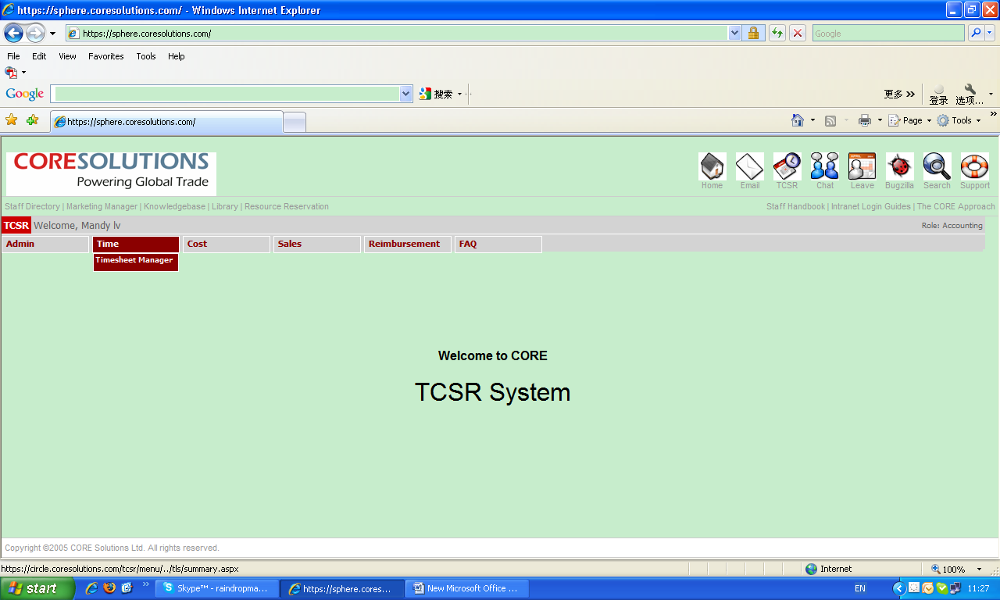 https://sphere.coresolutions.com/ - Windows Internet Explorer
https://sphere.coresolutions.com/
Google
File Edit View Favorites Tools Help
Google 搜索 更多 登录 选项...
https://sphere.coresolutions.com/ Page Tools
CORESOLUTIONS
Powering Global Trade
Home Email TCSR Chat Leave Bugzilla Search Support
Staff Directory | Marketing Manager | Knowledgebase | Library | Resource Reservation
Staff Handbook | Intranet Login Guides | The CORE Approach
TCSR Welcome, Mandy lv Role: Accounting
Admin Time Cost Sales Reimbursement FAQ
Timesheet Manager
Welcome to CORE
TCSR System
Copyright ©2005 CORE Solutions Ltd. All rights reserved.
https://circle.coresolutions.com/tcsr/menu/../tls/summary.aspx Internet 100%
start Skype™ - raindropma... https://sphere.cores... New Microsoft Office ... EN 11:27